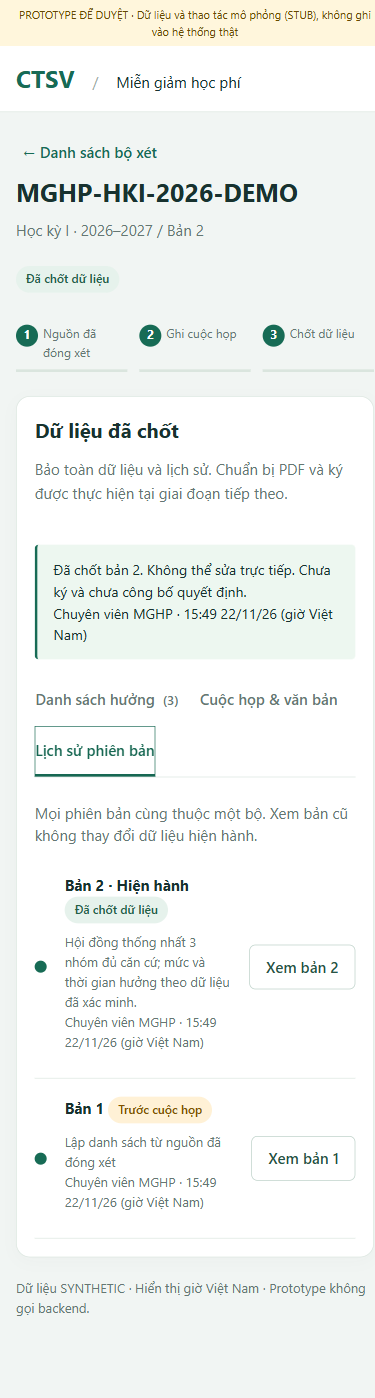 PROTOTYPE ĐỂ DUYỆT · Dữ liệu và thao tác mô phỏng (STUB), không ghi
vào hệ thống thật
CTSV / Miễn giảm học phí
← Danh sách bộ xét
MGHP-HKI-2026-DEMO
Học kỳ I · 2026–2027 / Bản 2
Đã chốt dữ liệu
1 Nguồn đã
đóng xét
2 Ghi cuộc họp
3 Chốt dữ liệu
Dữ liệu đã chốt
Bảo toàn dữ liệu và lịch sử. Chuẩn bị PDF và ký
được thực hiện tại giai đoạn tiếp theo.
Đã chốt bản 2. Không thể sửa trực tiếp. Chưa
ký và chưa công bố quyết định.
Chuyên viên MGHP · 15:49 22/11/26 (giờ Việt
Nam)
Danh sách hưởng (3) Cuộc họp & văn bản
Lịch sử phiên bản
Mọi phiên bản cùng thuộc một bộ. Xem bản cũ
không thay đổi dữ liệu hiện hành.
Bản 2 · Hiện hành
Đã chốt dữ liệu
Hội đồng thống nhất 3
nhóm đủ căn cứ; mức và
thời gian hưởng theo dữ liệu
đã xác minh.
Chuyên viên MGHP · 15:49
22/11/26 (giờ Việt Nam)
Xem bản 2
Bản 1 Trước cuộc họp
Lập danh sách từ nguồn đã
đóng xét
Chuyên viên MGHP · 15:49
22/11/26 (giờ Việt Nam)
Xem bản 1
Dữ liệu SYNTHETIC · Hiển thị giờ Việt Nam · Prototype không
gọi backend.